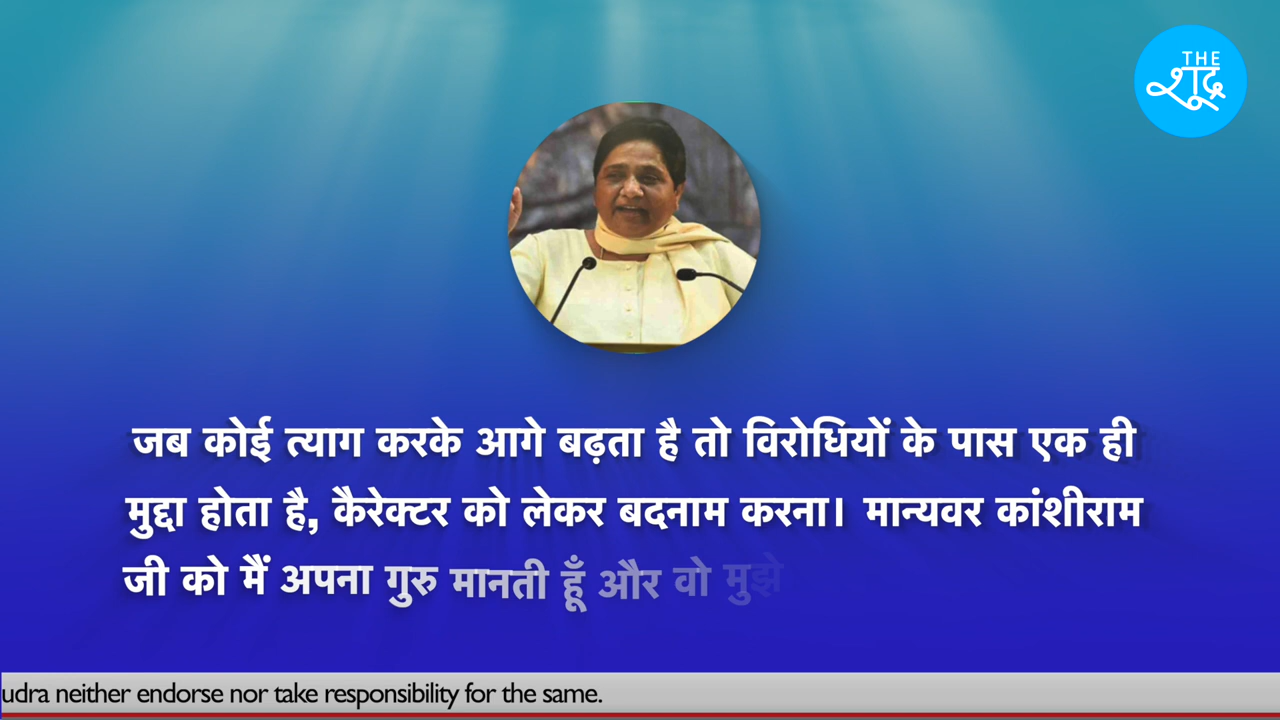 THE
शूद्र
जब कोई त्याग करके आगे बढ़ता है तो विरोधियों के पास एक ही
मुद्दा होता है, कैरेक्टर को लेकर बदनाम करना। मान्यवर कांशीराम
जी को मैं अपना गुरु मानती हूँ और वो मुझे
udra neither endorse nor take responsibility for the same.